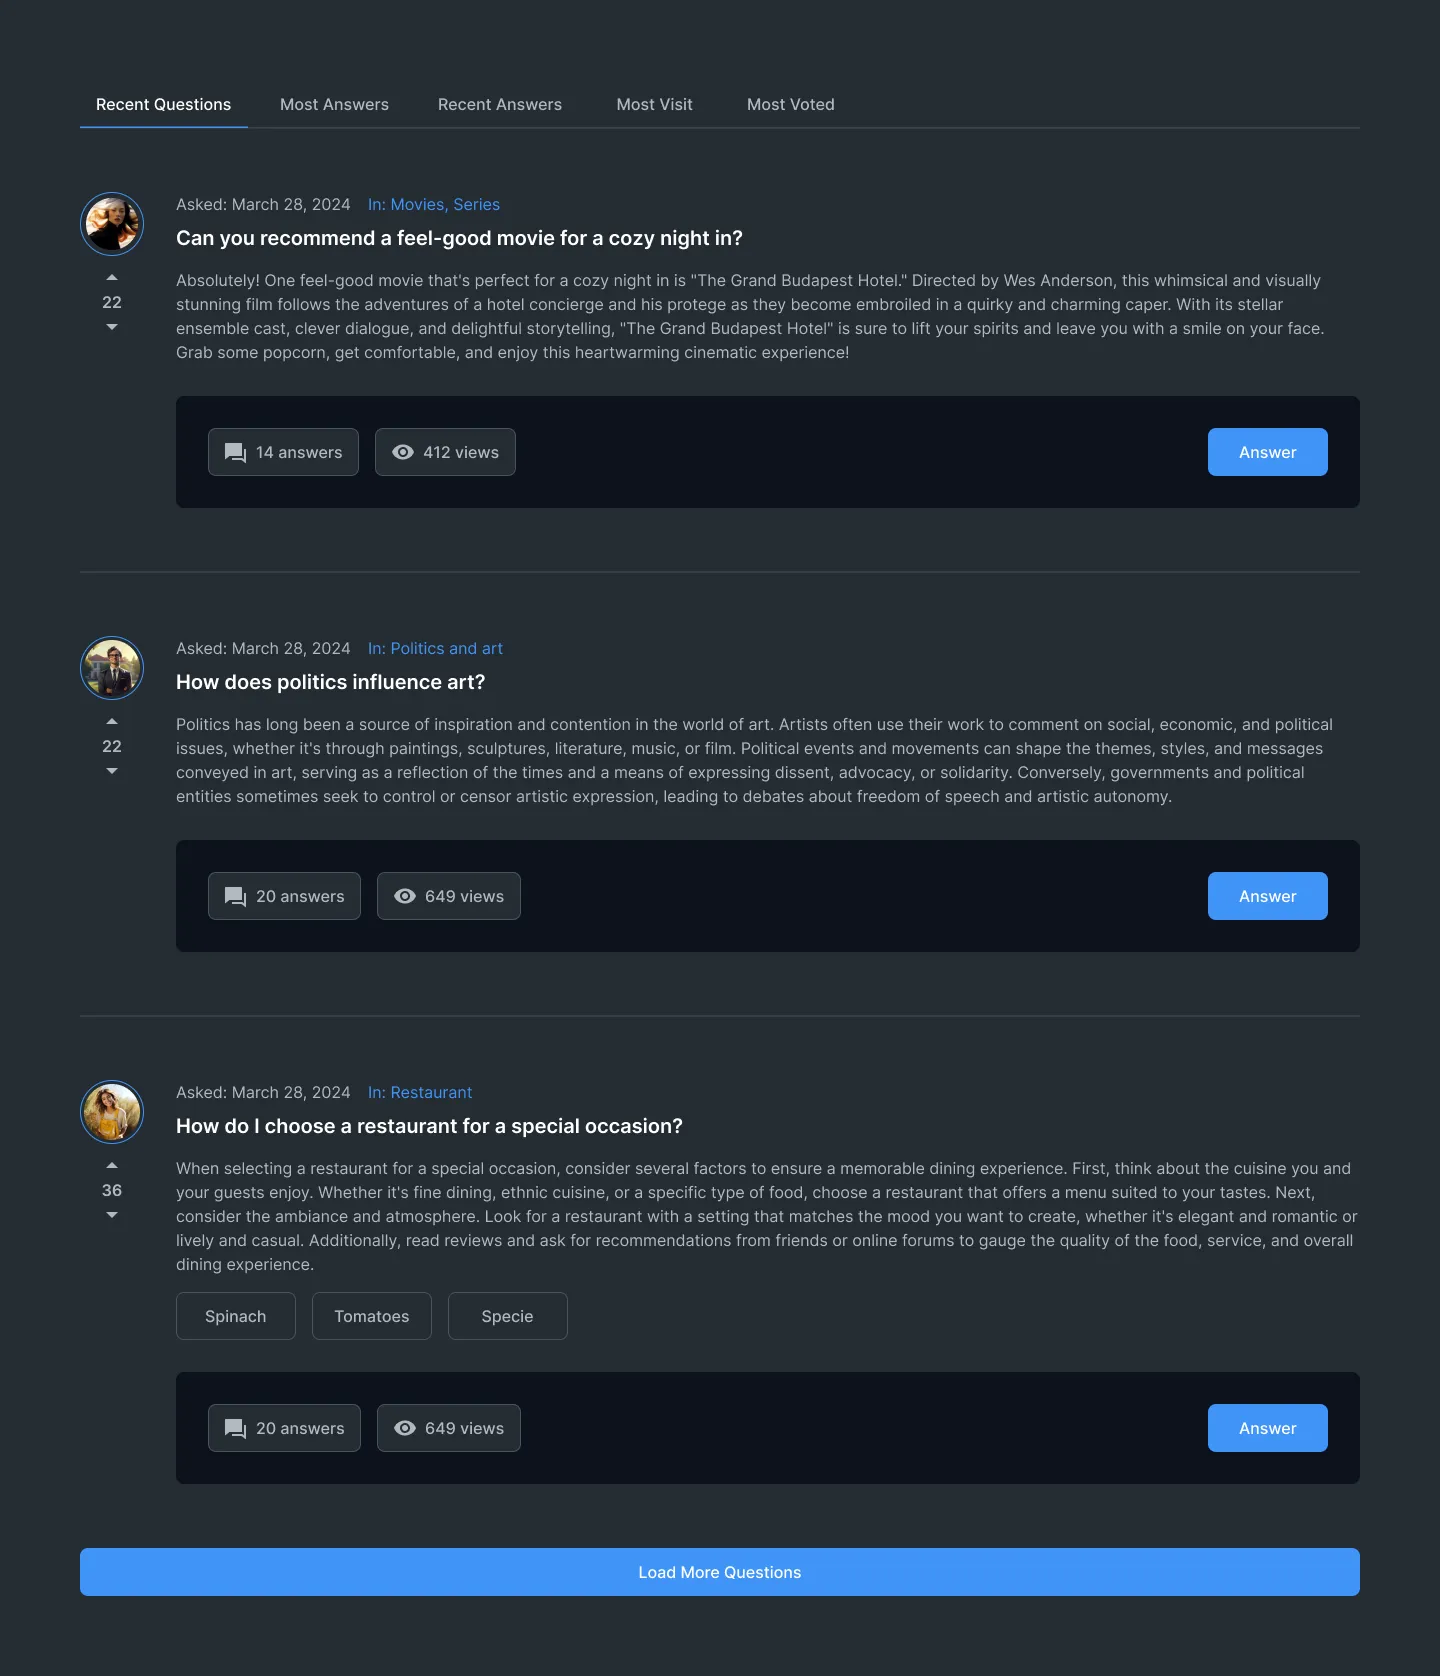 Recent Questions Most Answers Recent Answers Most Visit Most Voted
Asked: March 28, 2024 In: Movies, Series
Can you recommend a feel-good movie for a cozy night in?
22
Absolutely! One feel-good movie that's perfect for a cozy night in is "The Grand Budapest Hotel." Directed by Wes Anderson, this whimsical and visually
stunning film follows the adventures of a hotel concierge and his protege as they become embroiled in a quirky and charming caper. With its stellar
ensemble cast, clever dialogue, and delightful storytelling, "The Grand Budapest Hotel" is sure to lift your spirits and leave you with a smile on your face.
Grab some popcorn, get comfortable, and enjoy this heartwarming cinematic experience!
14 answers 412 views Answer
Asked: March 28, 2024 In: Politics and art
How does politics influence art?
22
Politics has long been a source of inspiration and contention in the world of art. Artists often use their work to comment on social, economic, and political
issues, whether it's through paintings, sculptures, literature, music, or film. Political events and movements can shape the themes, styles, and messages
conveyed in art, serving as a reflection of the times and a means of expressing dissent, advocacy, or solidarity. Conversely, governments and political
entities sometimes seek to control or censor artistic expression, leading to debates about freedom of speech and artistic autonomy.
20 answers 649 views Answer
Asked: March 28, 2024 In: Restaurant
How do I choose a restaurant for a special occasion?
36
When selecting a restaurant for a special occasion, consider several factors to ensure a memorable dining experience. First, think about the cuisine you and
your guests enjoy. Whether it's fine dining, ethnic cuisine, or a specific type of food, choose a restaurant that offers a menu suited to your tastes. Next,
consider the ambiance and atmosphere. Look for a restaurant with a setting that matches the mood you want to create, whether it's elegant and romantic or
lively and casual. Additionally, read reviews and ask for recommendations from friends or online forums to gauge the quality of the food, service, and overall
dining experience.
Spinach Tomatoes Specie
20 answers 649 views Answer
Load More Questions